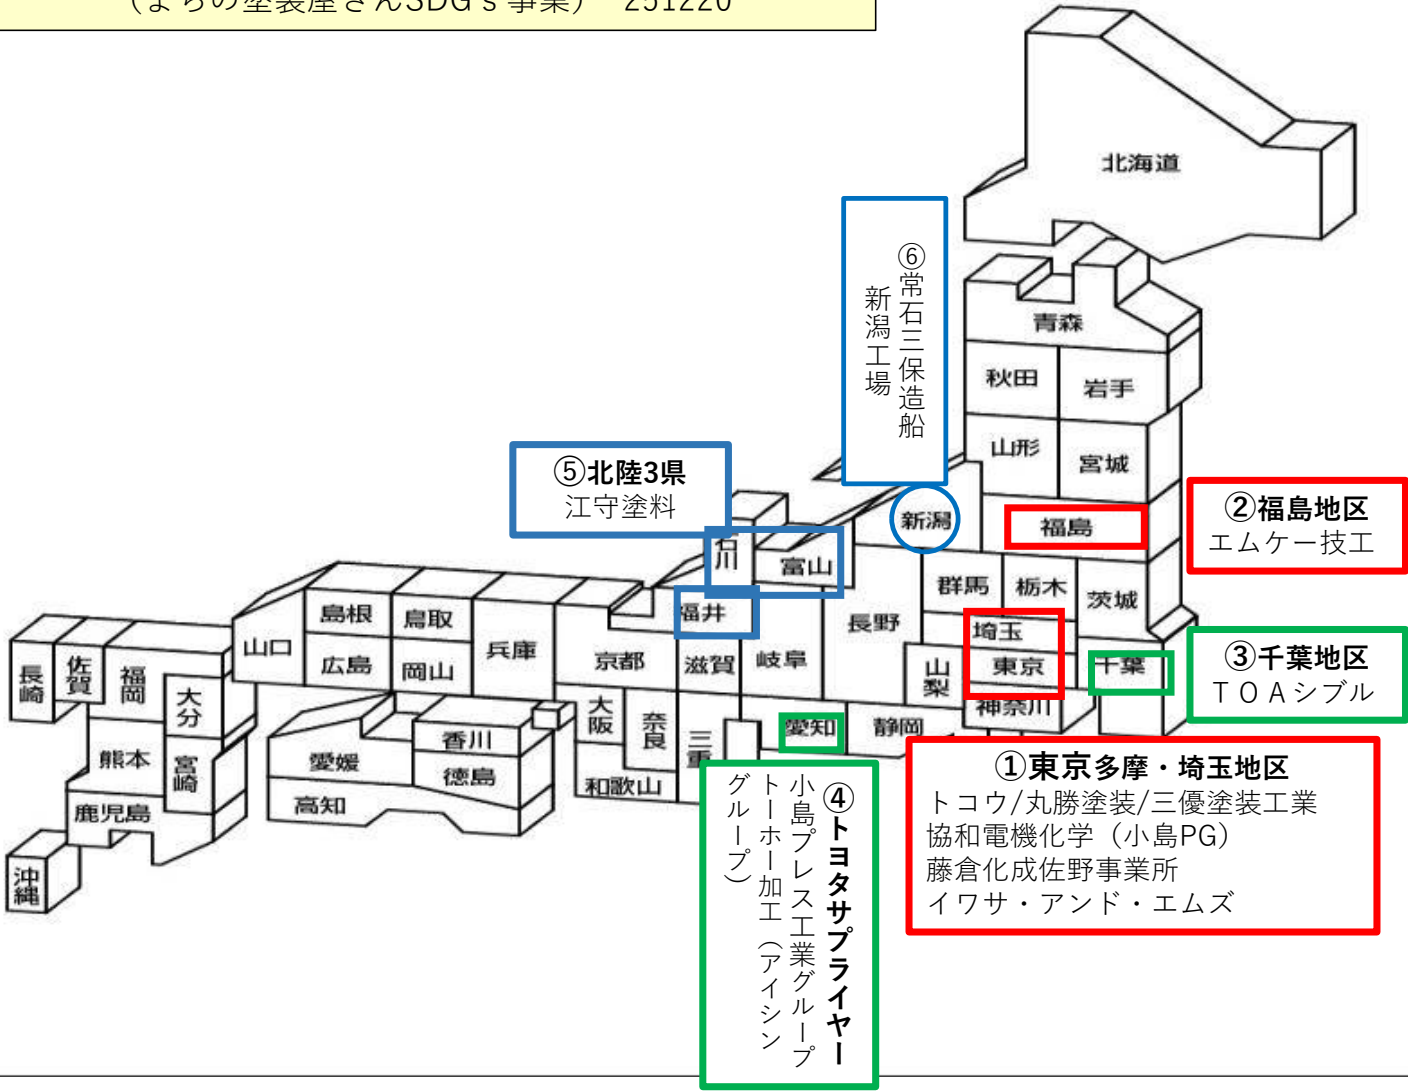 （まちの塗装屋さんSDG's事業） 251220
北海道
⑥常石三保造船
新潟工場
青森
秋田
岩手
山形
宮城
⑤北陸3県
江守塗料
新潟
福島
②福島地区
エムケー技工
石川
富山
群馬
栃木
茨城
福井
長野
埼玉
島根
鳥取
兵庫
山口
広島
岡山
京都
滋賀
岐阜
山梨
東京
千葉
③千葉地区
ＴＯＡシブル
長崎
佐賀
福岡
大分
大阪
奈良
三重
愛知
静岡
神奈川
熊本
宮崎
愛媛
香川
徳島
高知
和歌山
鹿児島
沖縄
④トヨタサプライヤー
小島プレス工業グループ
トーホー加工（アイシン
グループ）
①東京多摩・埼玉地区
トコウ/丸勝塗装/三優塗装工業
協和電機化学（小島PG）
藤倉化成佐野事業所
イワサ・アンド・エムズ